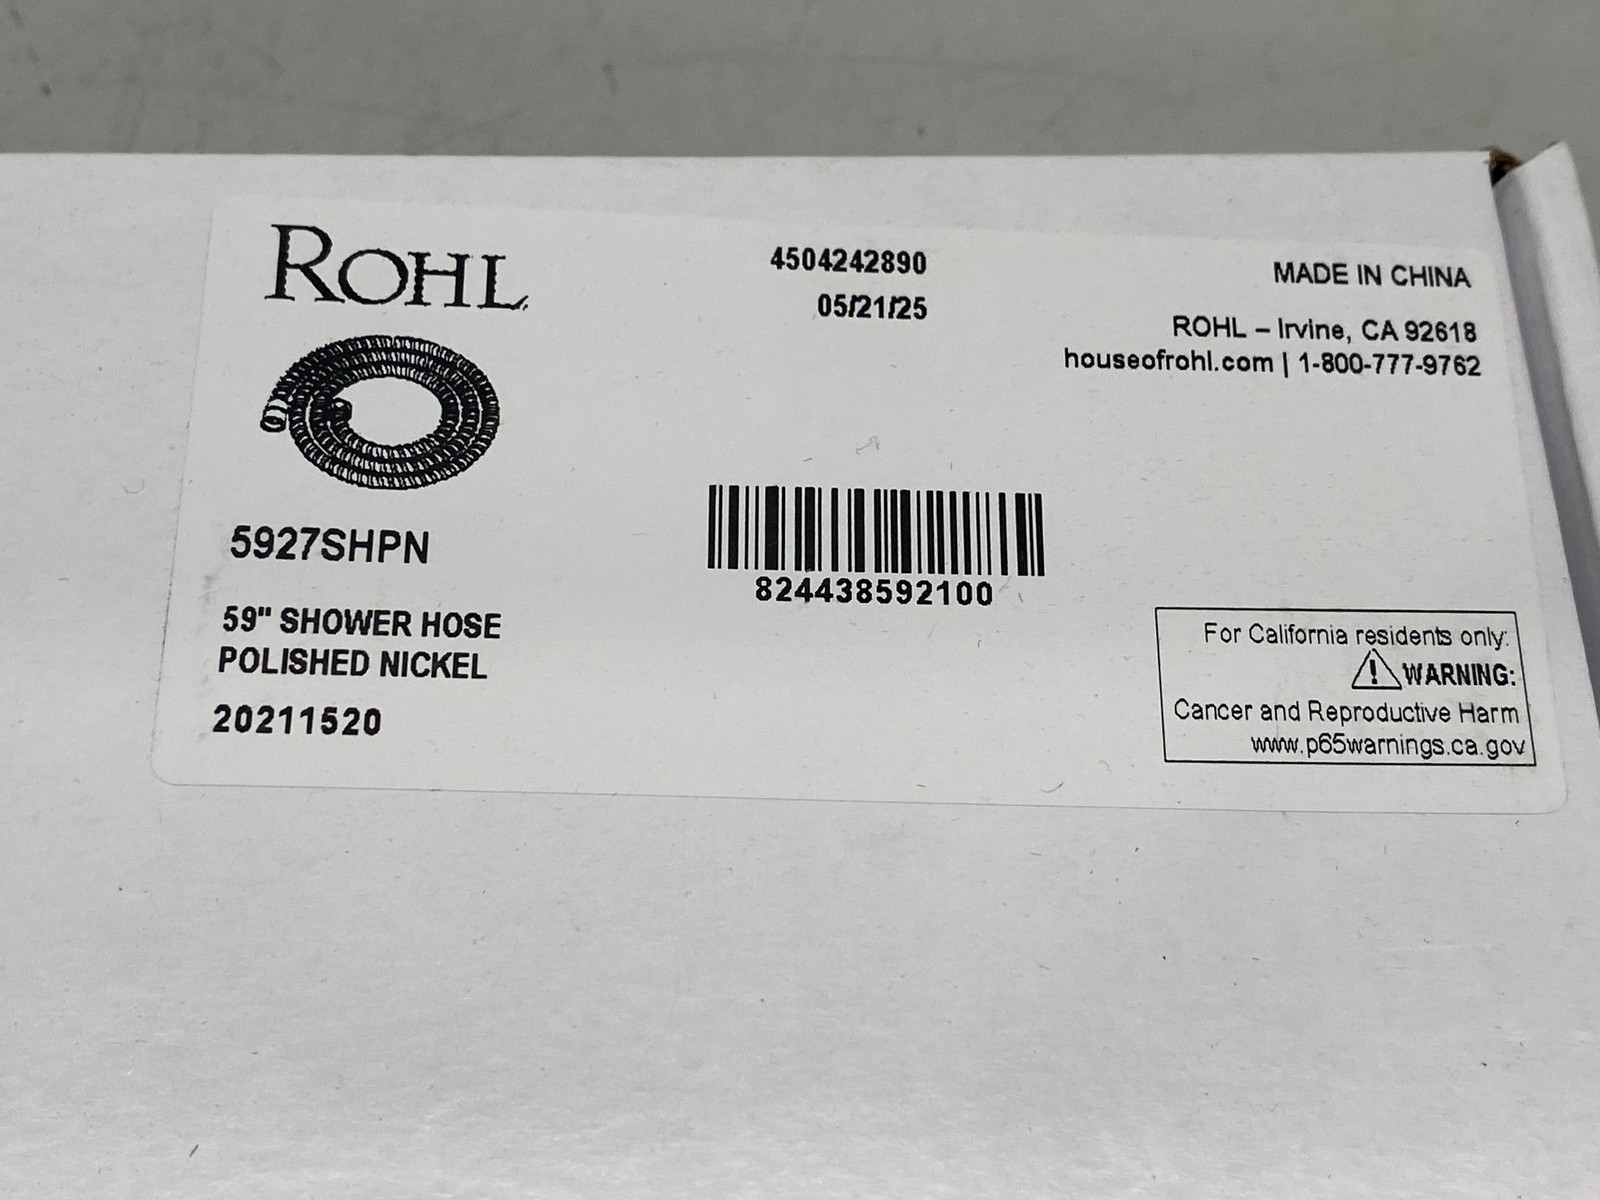 ROHL
4504242890
05/21/25
MADE IN CHINA
ROHL – Irvine, CA 92618
houseofrohl.com | 1-800-777-9762
5927SHPN
59" SHOWER HOSE
POLISHED NICKEL
20211520
824438592100
For California residents only:
WARNING:
Cancer and Reproductive Harm
www.p65warnings.ca.gov